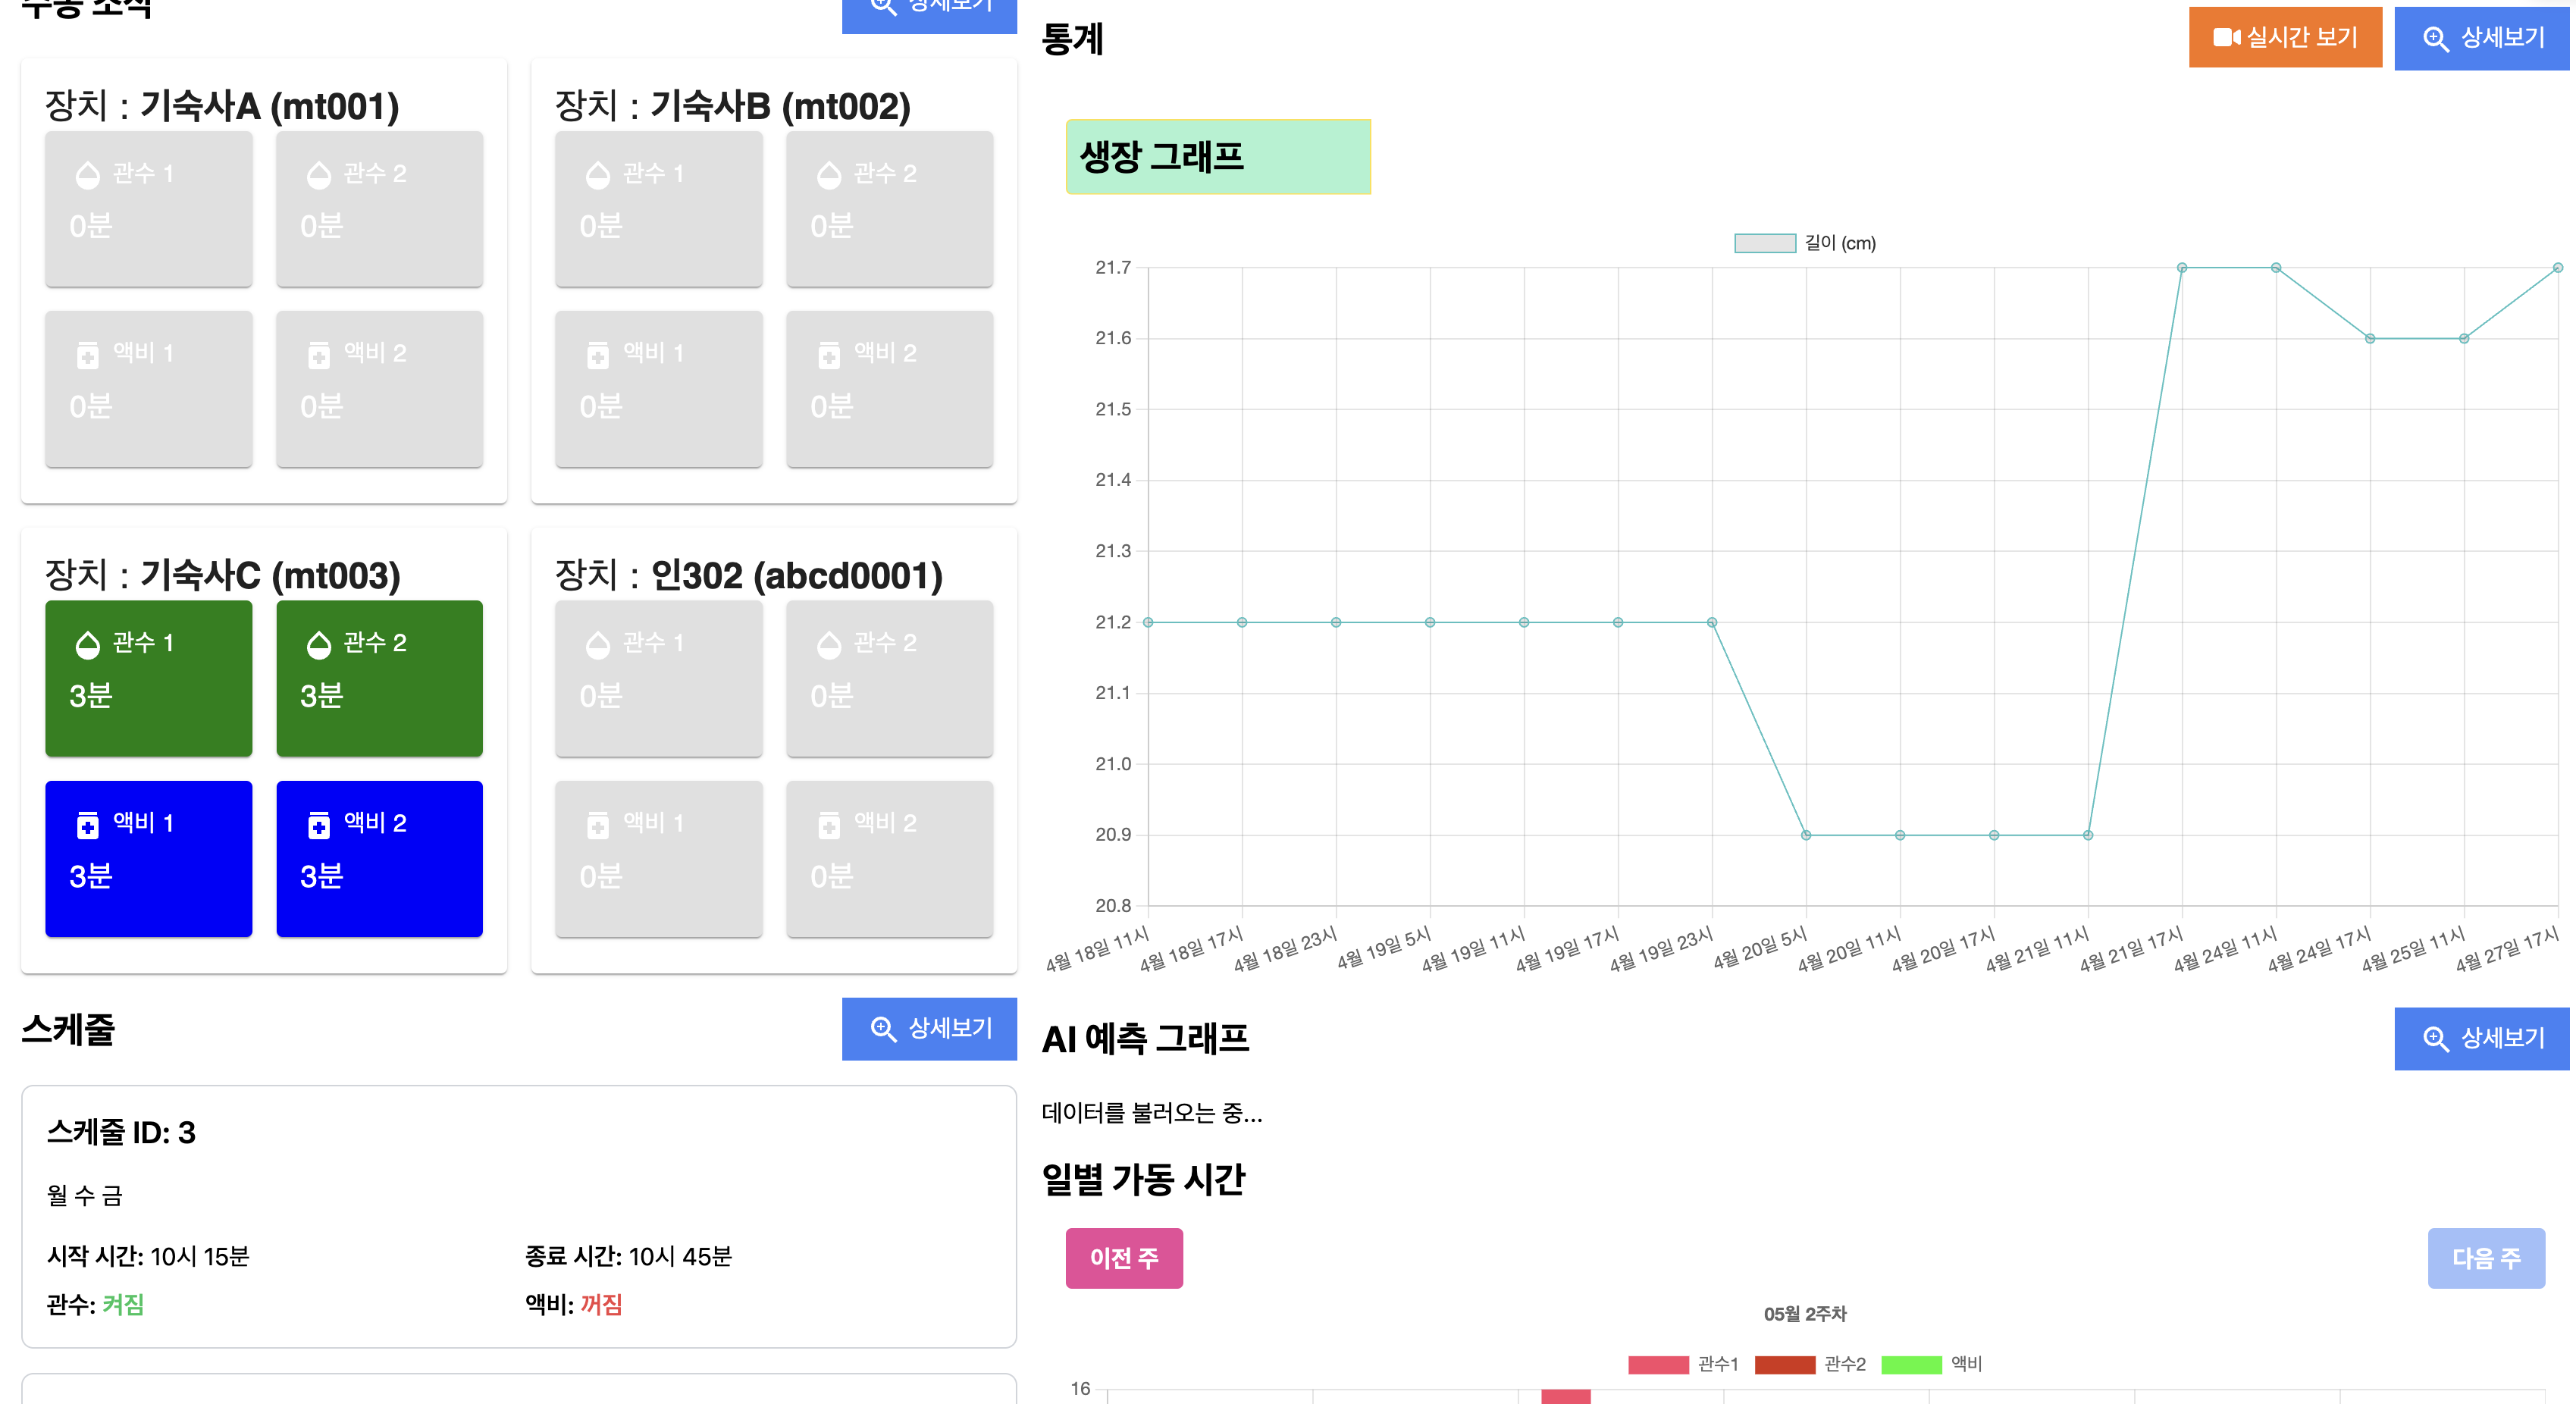 수동 조작
상세보기
장치 : 기숙사A (mt001)
관수 1
0분
관수 2
0분
액비 1
0분
액비 2
0분
장치 : 기숙사B (mt002)
관수 1
0분
관수 2
0분
액비 1
0분
액비 2
0분
장치 : 기숙사C (mt003)
관수 1
3분
관수 2
3분
액비 1
3분
액비 2
3분
장치 : 인302 (abcd0001)
관수 1
0분
관수 2
0분
액비 1
0분
액비 2
0분
스케줄
상세보기
스케줄 ID: 3
월 수 금
시작 시간: 10시 15분
종료 시간: 10시 45분
관수: 켜짐
액비: 꺼짐
통계
실시간 보기
상세보기
생장 그래프
길이 (cm)
21.7
21.6
21.5
21.4
21.3
21.2
21.1
21.0
20.9
20.8
4월 18일 11시
4월 18일 17시
4월 18일 23시
4월 19일 5시
4월 19일 11시
4월 19일 17시
4월 19일 23시
4월 20일 5시
4월 20일 11시
4월 20일 17시
4월 21일 11시
4월 21일 17시
4월 24일 11시
4월 24일 17시
4월 25일 11시
4월 27일 17시
AI 예측 그래프
상세보기
데이터를 불러오는 중...
일별 가동 시간
이전 주
다음 주
05월 2주차
관수1
관수2
액비
16